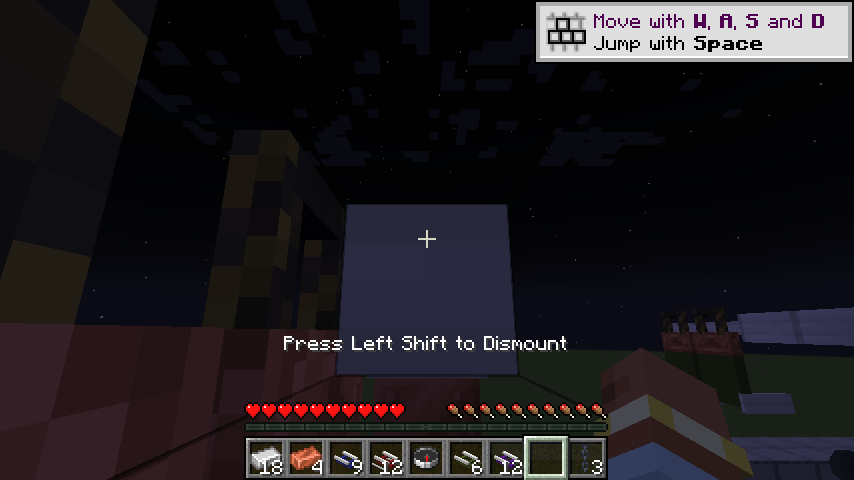 Move with W, A, S and D
Jump with Space
Press Left Shift to Dismount
18 4 9 12 6 12 3